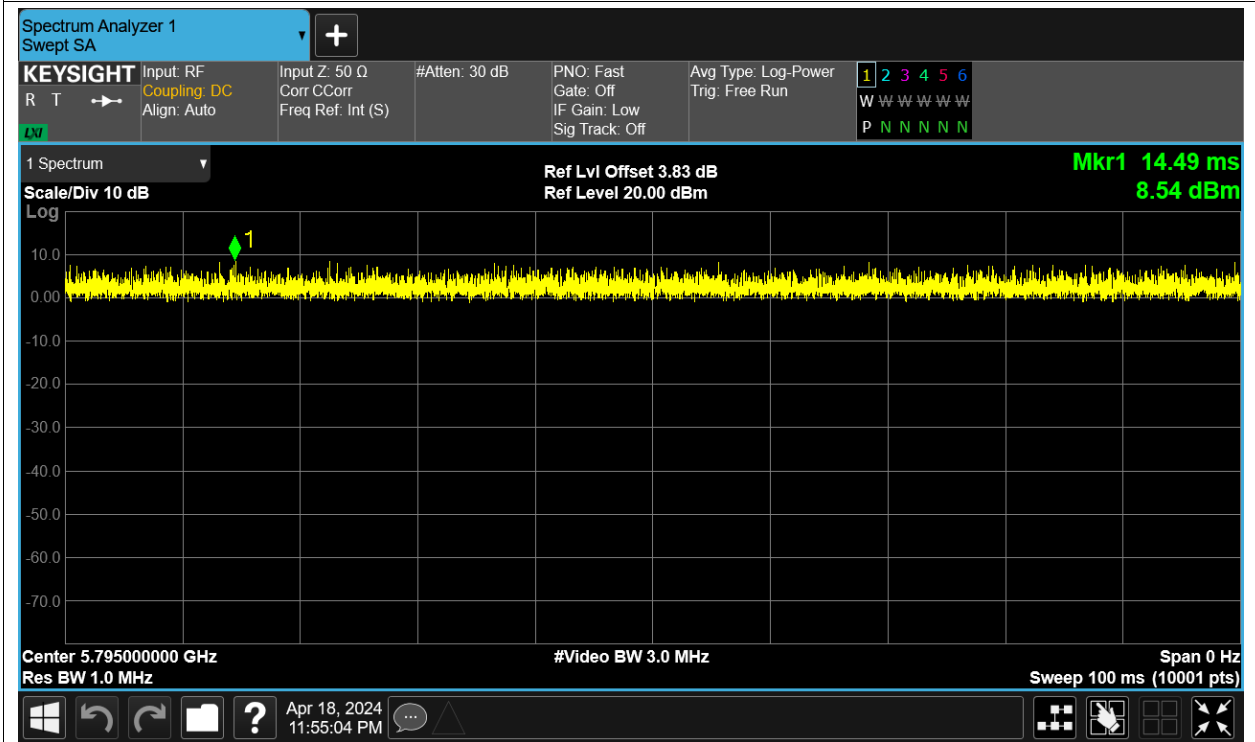 Spectrum Analyzer 1
Swept SA
+
KEYSIGHT
R T
LXI
Input: RF
Coupling: DC
Align: Auto
Input Z: 50 Ω
Corr CCorr
Freq Ref: Int (S)
#Atten: 30 dB
PNO: Fast
Gate: Off
IF Gain: Low
Sig Track: Off
Avg Type: Log-Power
Trig: Free Run
1 2 3 4 5 6
W W W W W W
P N N N N N
1 Spectrum
Scale/Div 10 dB
Log
Ref Lvl Offset 3.83 dB
Ref Level 20.00 dBm
Mkr1 14.49 ms
8.54 dBm
1
10.0
0.00
-10.0
-20.0
-30.0
-40.0
-50.0
-60.0
-70.0
Center 5.795000000 GHz
Res BW 1.0 MHz
#Video BW 3.0 MHz
Span 0 Hz
Sweep 100 ms (10001 pts)
?
Apr 18, 2024
11:55:04 PM